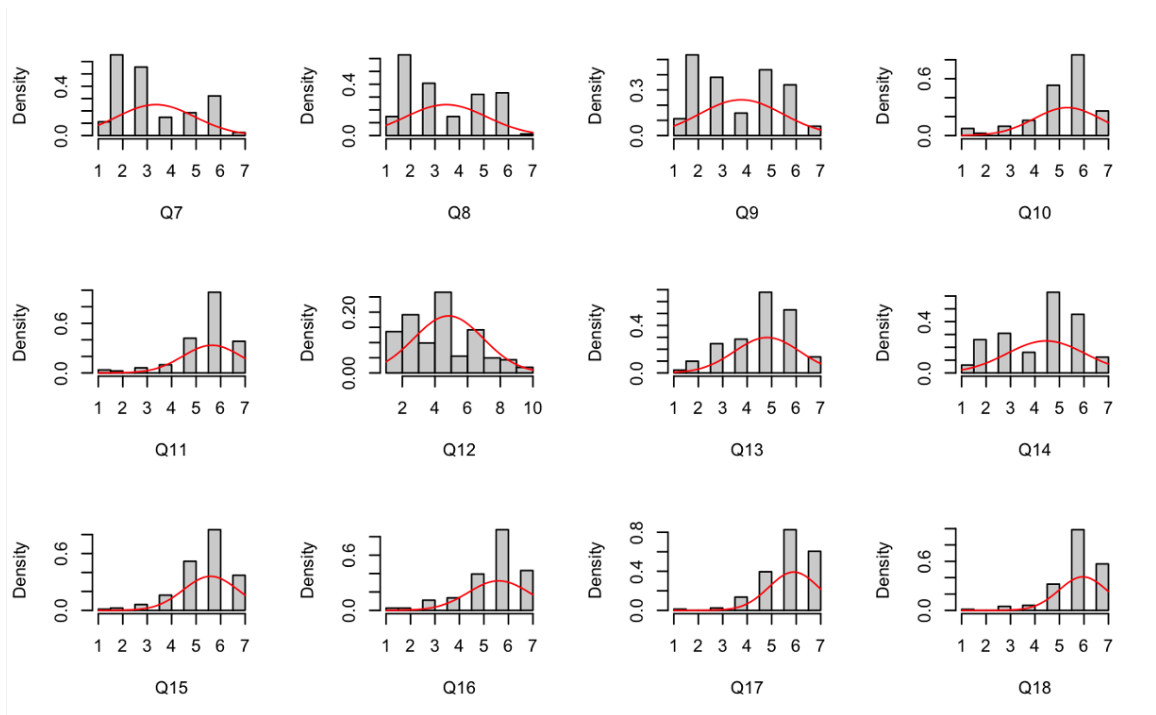 Density
0.0 0.4
1 2 3 4 5 6 7
Q7
Density
0.0 0.4
1 2 3 4 5 6 7
Q8
Density
0.0 0.3
1 2 3 4 5 6 7
Q9
Density
0.0 0.6
1 2 3 4 5 6 7
Q10
Density
0.0 0.6
1 2 3 4 5 6 7
Q11
Density
0.00 0.20
2 4 6 8 10
Q12
Density
0.0 0.4
1 2 3 4 5 6 7
Q13
Density
0.0 0.4
1 2 3 4 5 6 7
Q14
Density
0.0 0.6
1 2 3 4 5 6 7
Q15
Density
0.0 0.6
1 2 3 4 5 6 7
Q16
Density
0.0 0.4 0.8
1 2 3 4 5 6 7
Q17
Density
0.0 0.6
1 2 3 4 5 6 7
Q18